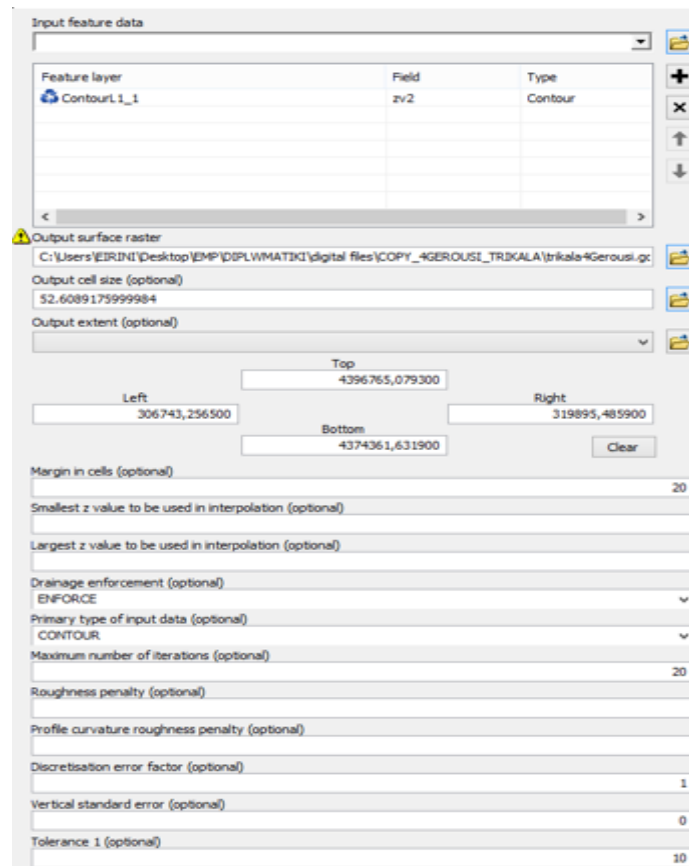 Input feature data
Feature layer Field Type
ContourL1_1 zv2 Contour
Output surface raster
C:\Users\EIRINI\Desktop\EMP\DIPLWMATIKI\digital files\COPY_4GEROUSI_TRIKALA\trikala4Gerousi.gc
Output cell size (optional)
52.6089175999984
Output extent (optional)
Top
4396765,079300
Left Right
306743,256500 319895,485900
Bottom
4374361,631900 Clear
Margin in cells (optional)
20
Smallest z value to be used in interpolation (optional)
Largest z value to be used in interpolation (optional)
Drainage enforcement (optional)
ENFORCE
Primary type of input data (optional)
CONTOUR
Maximum number of iterations (optional)
20
Roughness penalty (optional)
Profile curvature roughness penalty (optional)
Discretisation error factor (optional)
1
Vertical standard error (optional)
0
Tolerance 1 (optional)
10